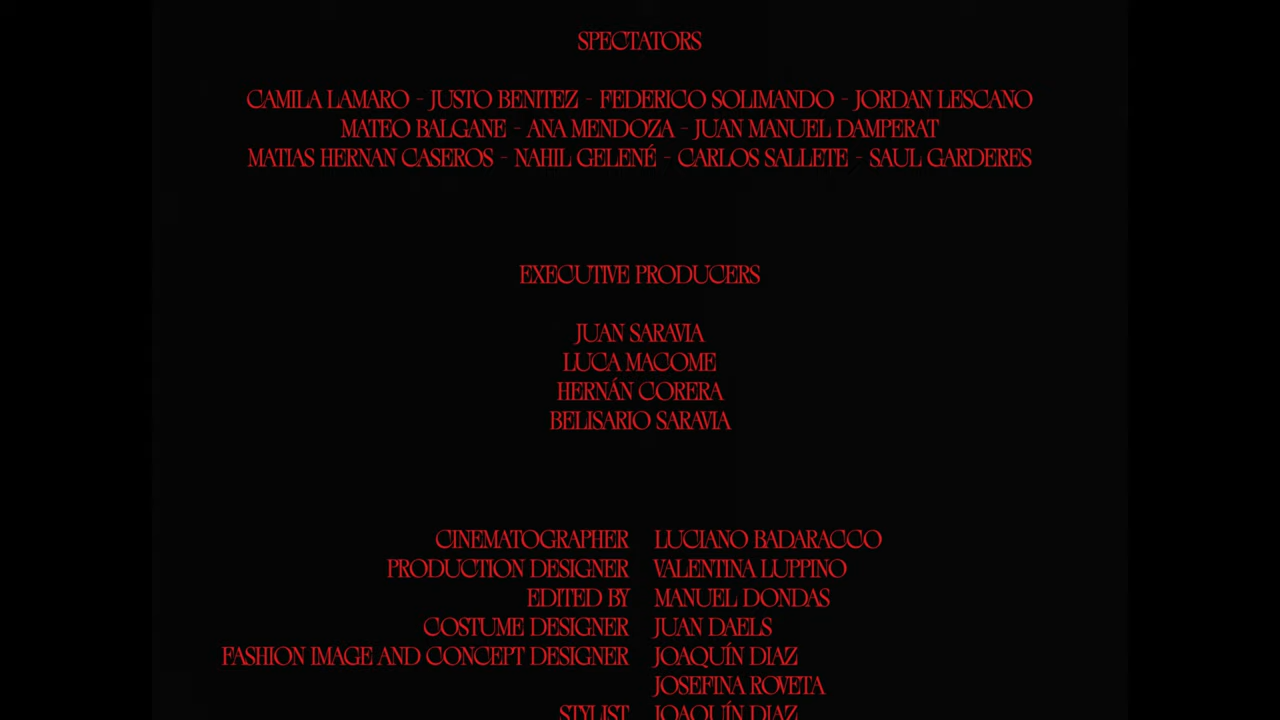 SPECTATORS
CAMILA LAMARO - JUSTO BENITEZ - FEDERICO SOLIMANDO - JORDAN LESCANO
MATEO BALGANE - ANA MENDOZA - JUAN MANUEL DAMPERAT
MATIAS HERNAN CASEROS - NAHIL GELENÉ - CARLOS SALLETE - SAUL GARDERES
EXECUTIVE PRODUCERS
JUAN SARAVIA
LUCA MACOME
HERNÁN CORERA
BELISARIO SARAVIA
CINEMATOGRAPHER LUCIANO BADARACCO
PRODUCTION DESIGNER VALENTINA LUPPINO
EDITED BY MANUEL DONDAS
COSTUME DESIGNER JUAN DAELS
FASHION IMAGE AND CONCEPT DESIGNER JOAQUÍN DIAZ
JOSEFINA ROVETA
STYLIST JOAQUÍN DIAZ